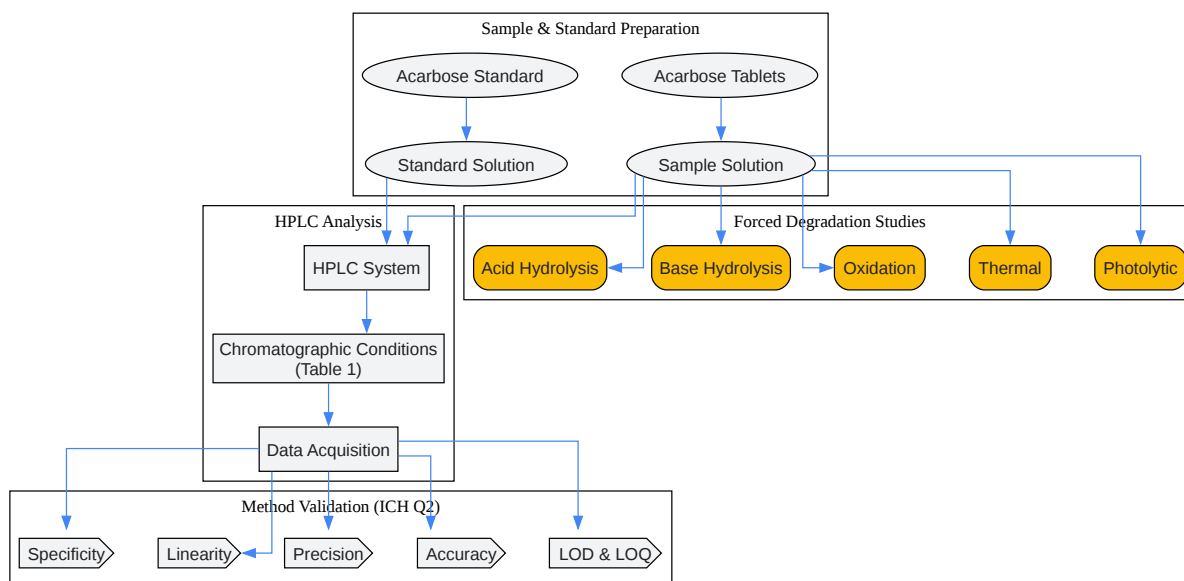 Sample & Standard Preparation
Acarbose Standard
Acarbose Tablets
Standard Solution
Sample Solution
HPLC Analysis
Forced Degradation Studies
HPLC System
Acid Hydrolysis
Base Hydrolysis
Oxidation
Thermal
Photolytic
Chromatographic Conditions
(Table 1)
Data Acquisition
Method Validation (ICH Q2)
Specificity
Linearity
Precision
Accuracy
LOD & LOQ